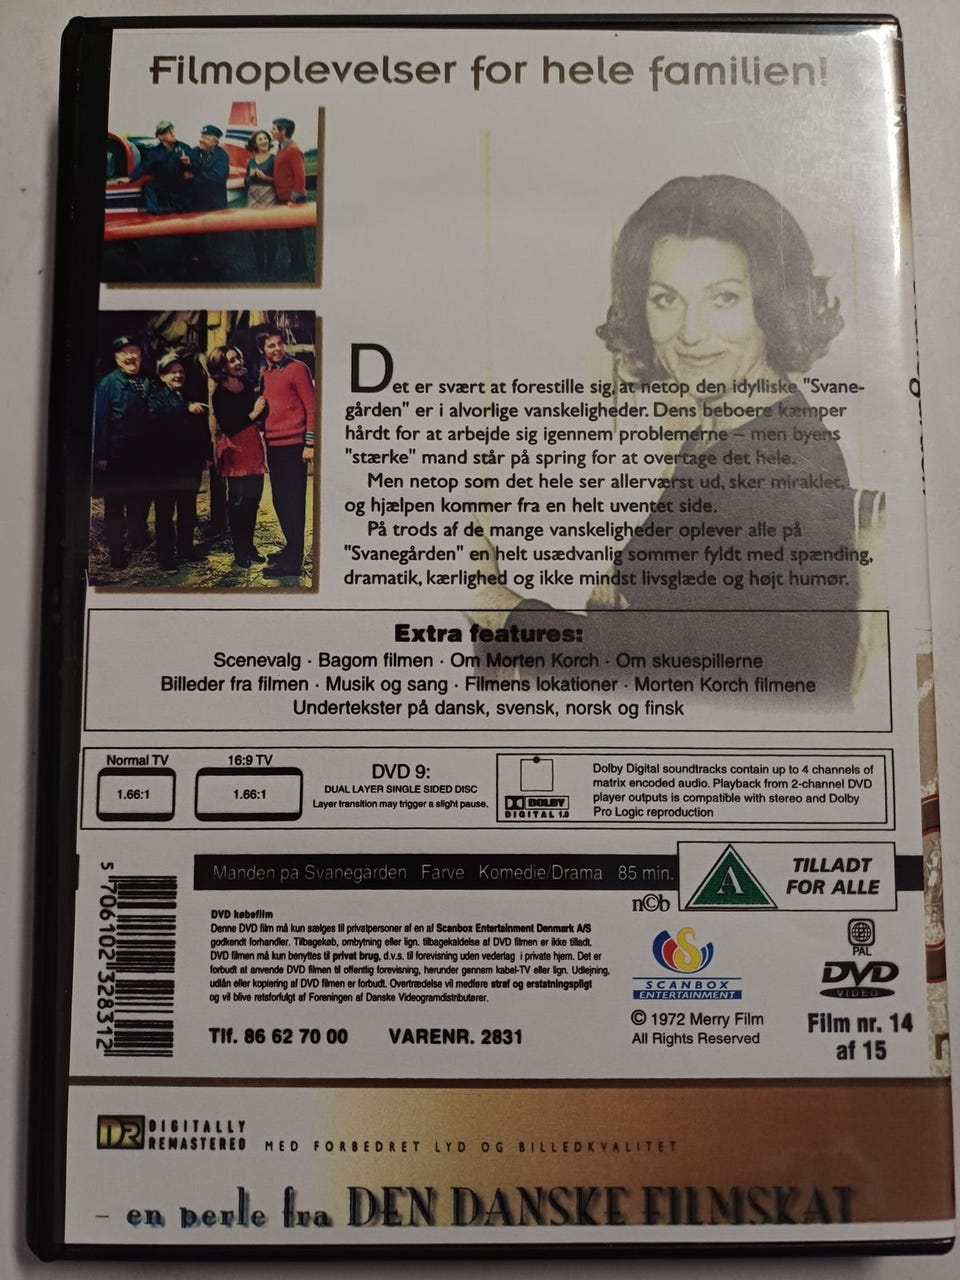 Filmoplevelser for hele familien!
Det er svært at forestille sig, at netop den idylliske "Svane-
gården" er i alvorlige vanskeligheder. Dens beboere kæmper
hårdt for at arbejde sig igennem problemerne – men byens
"stærke" mand står på spring for at overtage det hele.
Men netop som det hele ser allerværst ud, sker miraklet,
og hjælpen kommer fra en helt uventet side.
På trods af de mange vanskeligheder oplever alle på
"Svanegården" en helt usædvanlig sommer fyldt med spænding,
dramatik, kærlighed og ikke mindst livsglæde og højt humør.
Extra features:
Scenevalg · Bagom filmen · Om Morten Korch · Om skuespillerne
Billeder fra filmen · Musik og sang · Filmens lokationer · Morten Korch filmene
Undertekster på dansk, svensk, norsk og finsk
Normal TV
1.66:1
16:9 TV
1.66:1
DVD 9:
DUAL LAYER SINGLE SIDED DISC
Layer transition may trigger a slight pause.
DOLBY
DIGITAL 1.0
Dolby Digital soundtracks contain up to 4 channels of
matrix encoded audio. Playback from 2-channel DVD
player outputs is compatible with stereo and Dolby
Pro Logic reproduction
Manden på Svanegården Farve Komedie/Drama 85 min.
A
TILLADT
FOR ALLE
5 706102 328312
DVD købefilm
Denne DVD film må kun sælges til privatpersoner af en af Scanbox Entertainment Denmark A/S
godkendt forhandler. Tilbagekøb, ombytning eller lign. tilbagekaldelse af DVD filmen er ikke tilladt.
DVD filmen må kun benyttes til privat brug, d.v.s. til forevisning uden vederlag i private hjem. Det er
forbudt at anvende DVD filmen til offentlig forevisning, herunder gennem kabel-TV eller lign. Udlejning,
udlån eller kopiering af DVD filmen er forbudt. Overtrædelse vil medføre straf og erstatningspligt
og vil blive retsforfulgt af Foreningen af Danske Videogramdistributører.
Tlf. 86 62 70 00 VARENR. 2831
n©b
SCANBOX
ENTERTAINMENT
© 1972 Merry Film
All Rights Reserved
2
PAL
DVD
VIDEO
Film nr. 14
af 15
DR DIGITALLY
REMASTERED MED FORBEDRET LYD OG BILLEDKVALITET
– en perle fra DEN DANSKE FILMSKAT